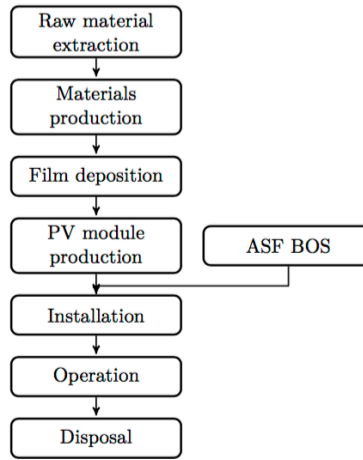 Raw material
extraction
Materials
production
Film deposition
PV module
production
ASF BOS
Installation
Operation
Disposal